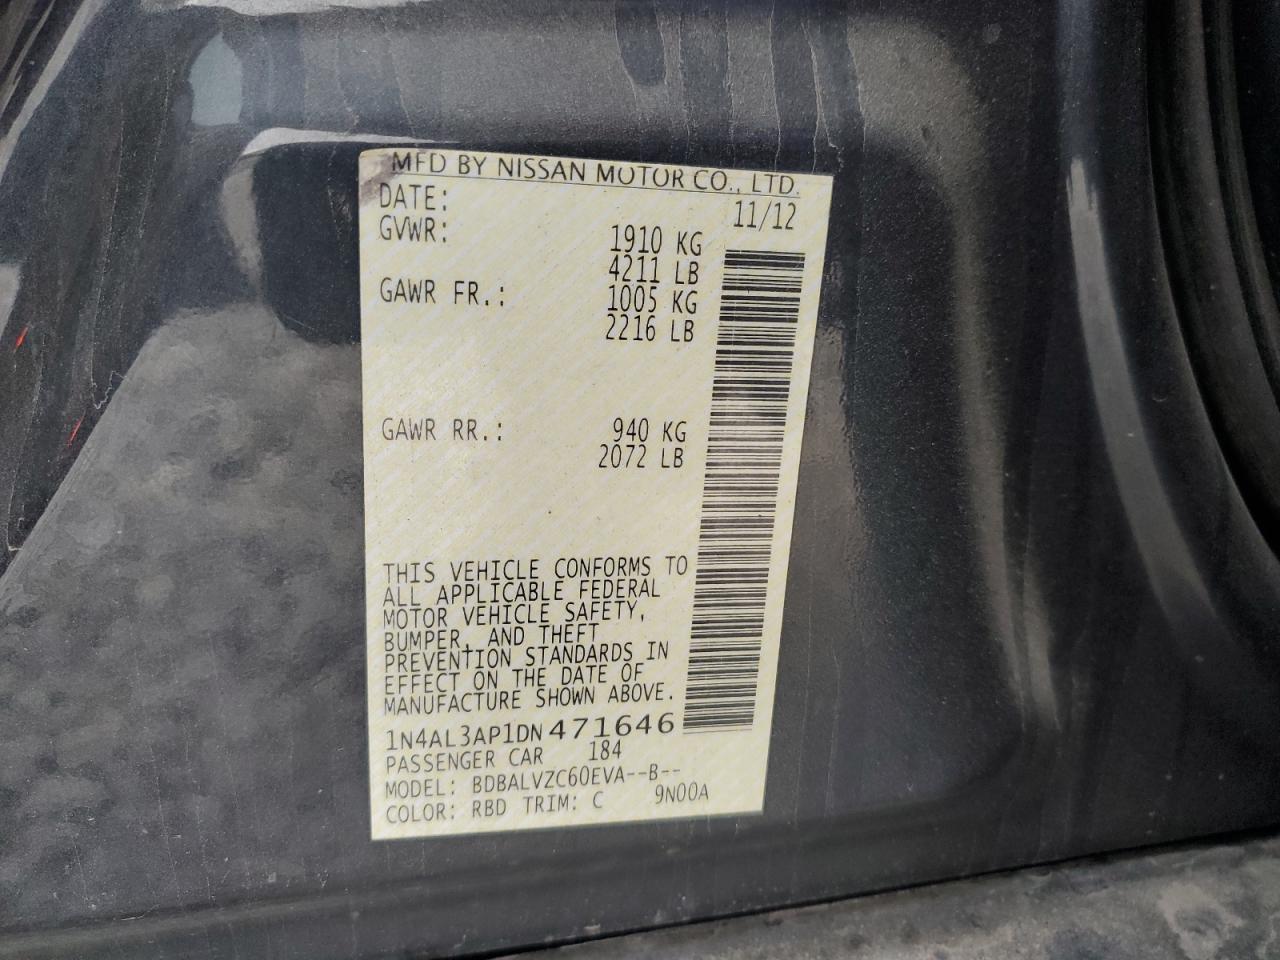 MFD BY NISSAN MOTOR CO., LTD.
DATE: 11/12
GVWR: 1910 KG
4211 LB
GAWR FR.: 1005 KG
2216 LB
GAWR RR.: 940 KG
2072 LB
THIS VEHICLE CONFORMS TO
ALL APPLICABLE FEDERAL
MOTOR VEHICLE SAFETY,
BUMPER, AND THEFT
PREVENTION STANDARDS IN
EFFECT ON THE DATE OF
MANUFACTURE SHOWN ABOVE.
1N4AL3AP1DN471646
PASSENGER CAR 184
MODEL: BDBALVZC60EVA--B--
COLOR: RBD TRIM: C 9N00A